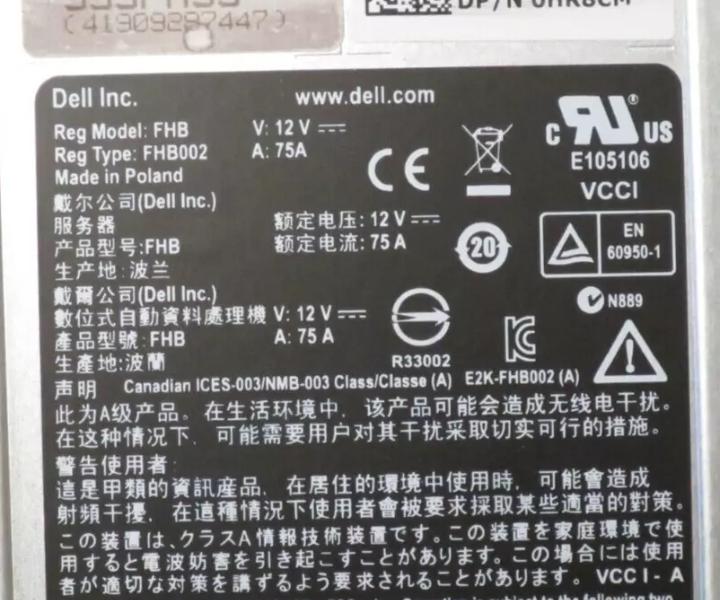 (419092897447)
DP/N 0HR8CM
Dell Inc.
www.dell.com
Reg Model: FHB V: 12 V
Reg Type: FHB002 A: 75A
Made in Poland
CE
c RU US
E105106
VCCI
戴尔公司(Dell Inc.)
服务器 额定电压: 12 V
产品型号:FHB 额定电流: 75 A
生产地:波兰
20
EN
60950-1
戴爾公司(Dell Inc.)
數位式自動資料處理機 V: 12 V
產品型號: FHB A: 75 A
生產地:波蘭
R33002
N889
声明 Canadian ICES-003/NMB-003 Class/Classe (A) E2K-FHB002 (A)
此为A级产品。在生活环境中, 该产品可能会造成无线电干扰。
在这种情况下, 可能需要用户对其干扰采取切实可行的措施。
警告使用者:
這是甲類的資訊産品, 在居住的環境中使用時, 可能會造成
射頻干擾, 在這種情況下使用者會被要求採取某些適當的對策。
この装置は、クラスA情報技術装置です。この装置を家庭環境で使
用すると電波妨害を引き起こすことがあります。この場合には使用
者が適切な対策を講ずるよう要求されることがあります。 VCCI-A
Operation is subject to the following two